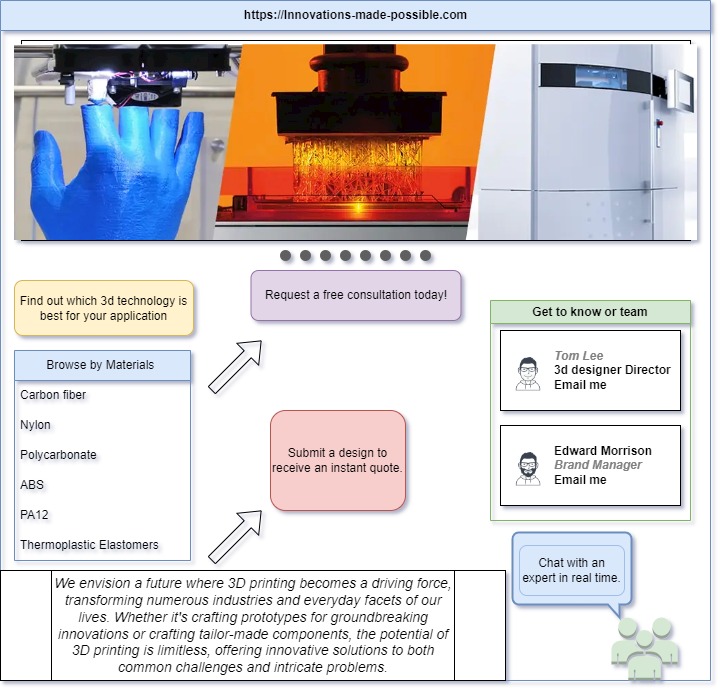 https://Innovations-made-possible.com
Find out which 3d technology is
best for your application
Request a free consultation today!
Browse by Materials
Carbon fiber
Nylon
Polycarbonate
ABS
PA12
Thermoplastic Elastomers
Submit a design to
receive an instant quote.
Get to know or team
Tom Lee
3d designer Director
Email me
Edward Morrison
Brand Manager
Email me
Chat with an
expert in real time.
We envision a future where 3D printing becomes a driving force,
transforming numerous industries and everyday facets of our
lives. Whether it's crafting prototypes for groundbreaking
innovations or crafting tailor-made components, the potential of
3D printing is limitless, offering innovative solutions to both
common challenges and intricate problems.